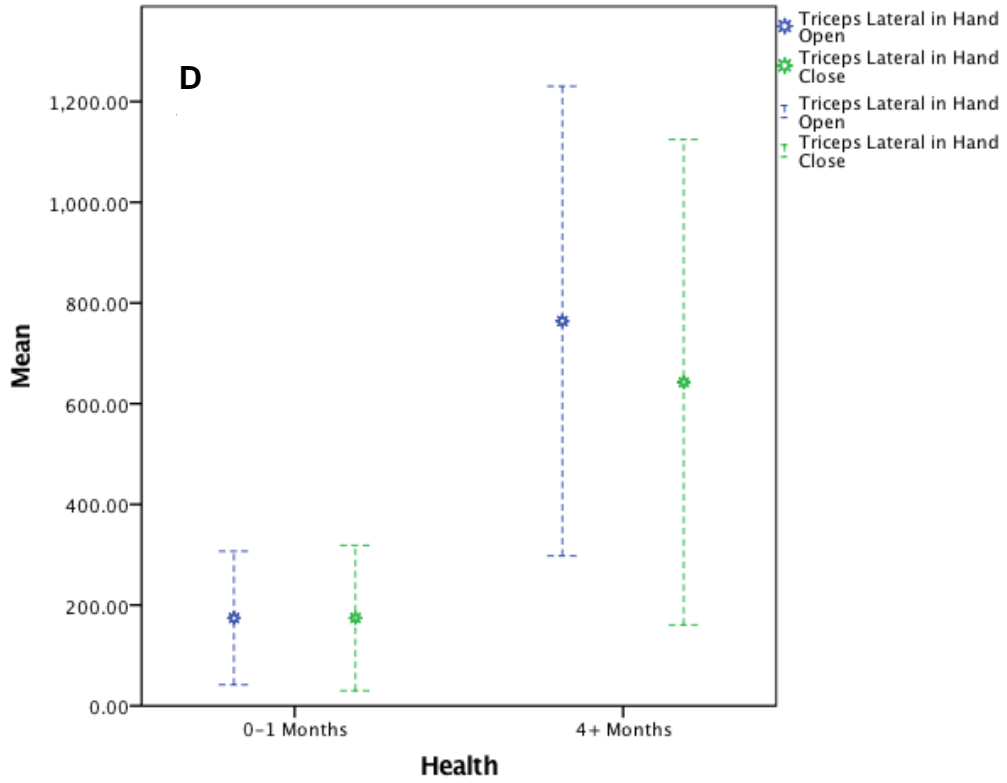 D
Triceps Lateral in Hand
Open
Triceps Lateral in Hand
Close
Triceps Lateral in Hand
Open
Triceps Lateral in Hand
Close
1,200.00
1,000.00
800.00
600.00
400.00
200.00
0.00
Mean
0-1 Months
4+ Months
Health